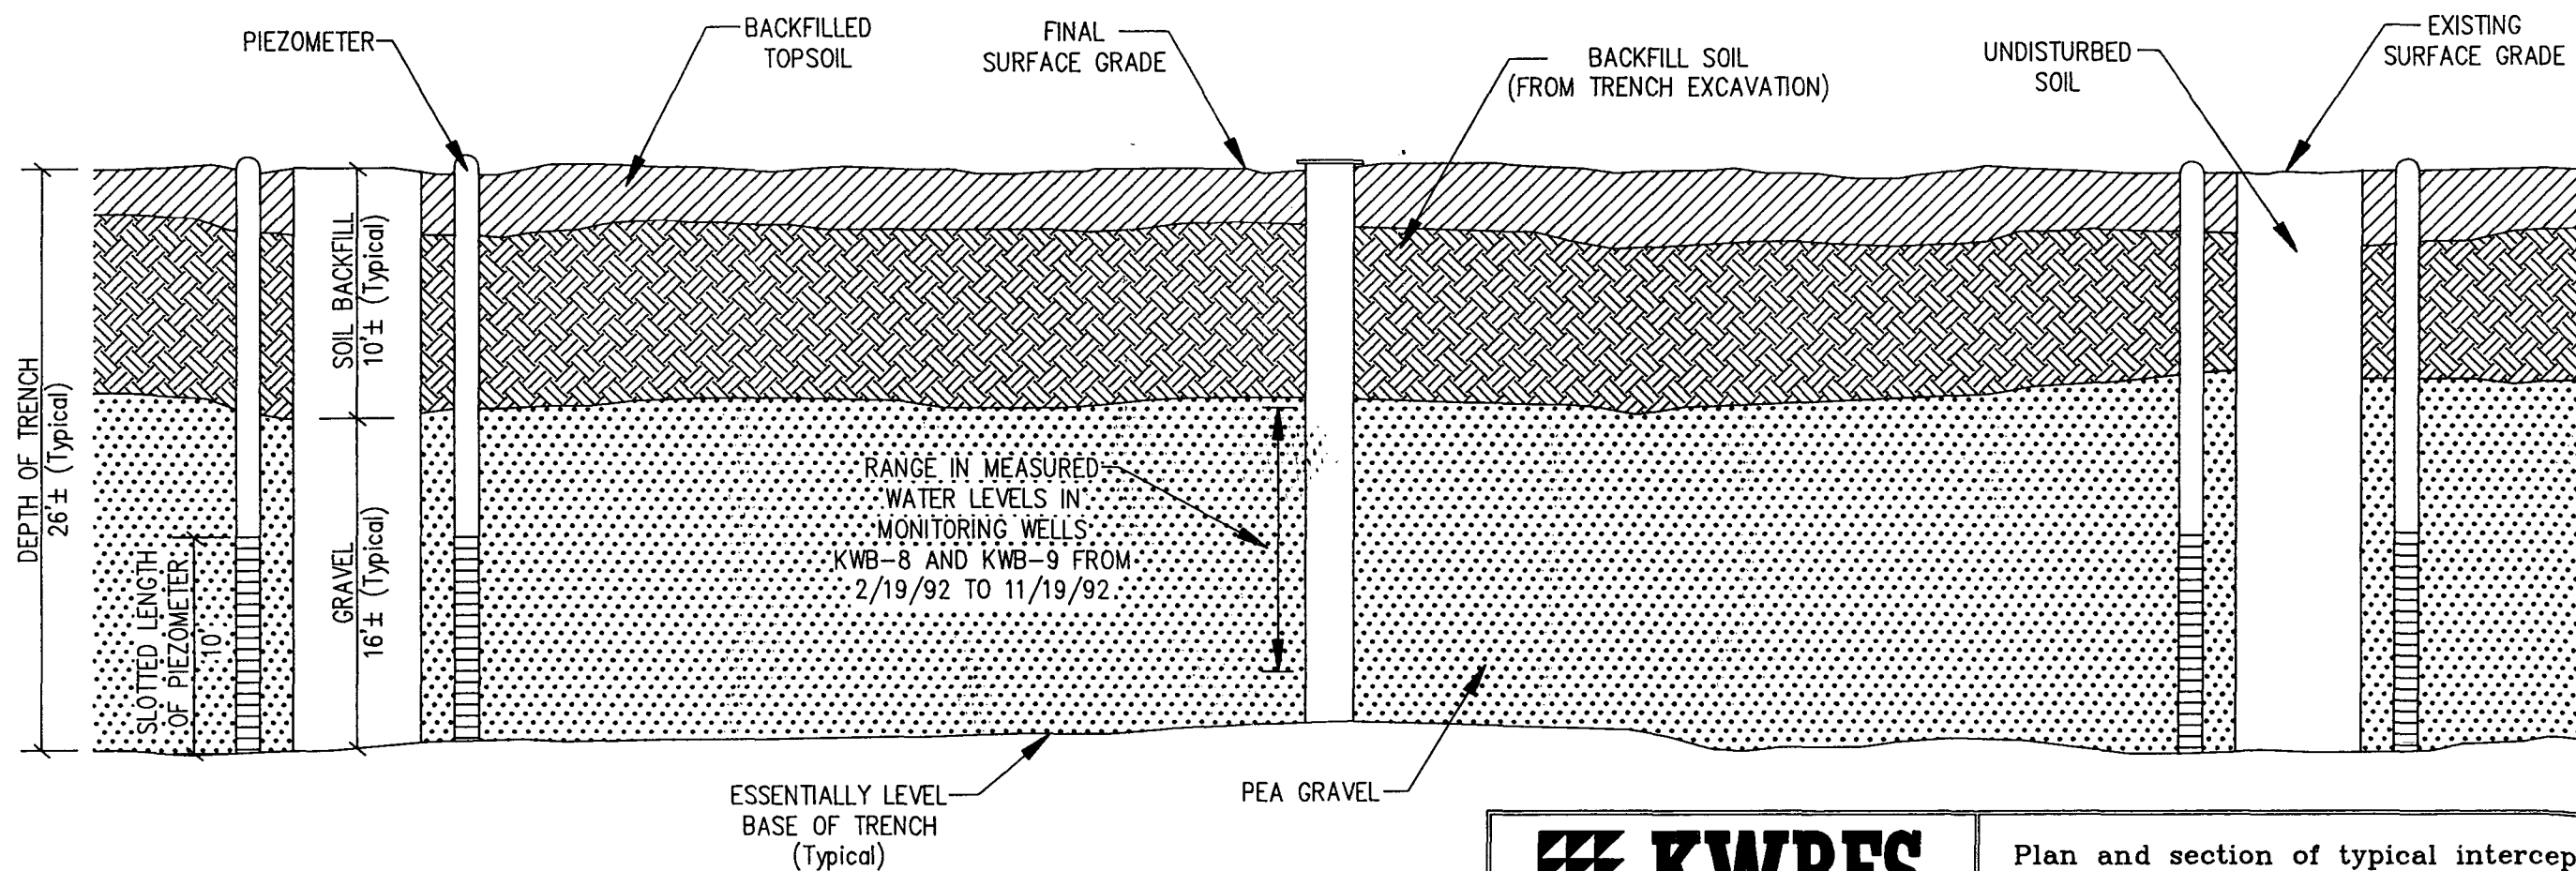 PIEZOMETER
BACKFILLED
TOPSOIL
FINAL
SURFACE GRADE
BACKFILL SOIL
(FROM TRENCH EXCAVATION)
UNDISTURBED
SOIL
EXISTING
SURFACE GRADE
DEPTH OF TRENCH
26'± (Typical)
SOIL BACKFILL
10'± (Typical)
GRAVEL
16'± (Typical)
SLOTTED LENGTH
OF PIEZOMETER
10'
RANGE IN MEASURED
WATER LEVELS IN
MONITORING WELLS
KWB-8 AND KWB-9 FROM
2/19/92 TO 11/19/92.
ESSENTIALLY LEVEL
BASE OF TRENCH
(Typical)
PEA GRAVEL
KWBES
Plan and section of typical intercep